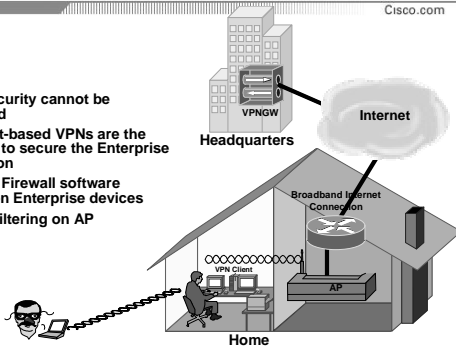 Cisco.com
curity cannot be
d
t-based VPNs are the
to secure the Enterprise
on
Firewall software
n Enterprise devices
iltering on AP
VPNGW
Headquarters
Internet
Broadband Internet
Connection
VPN Client
AP
Home